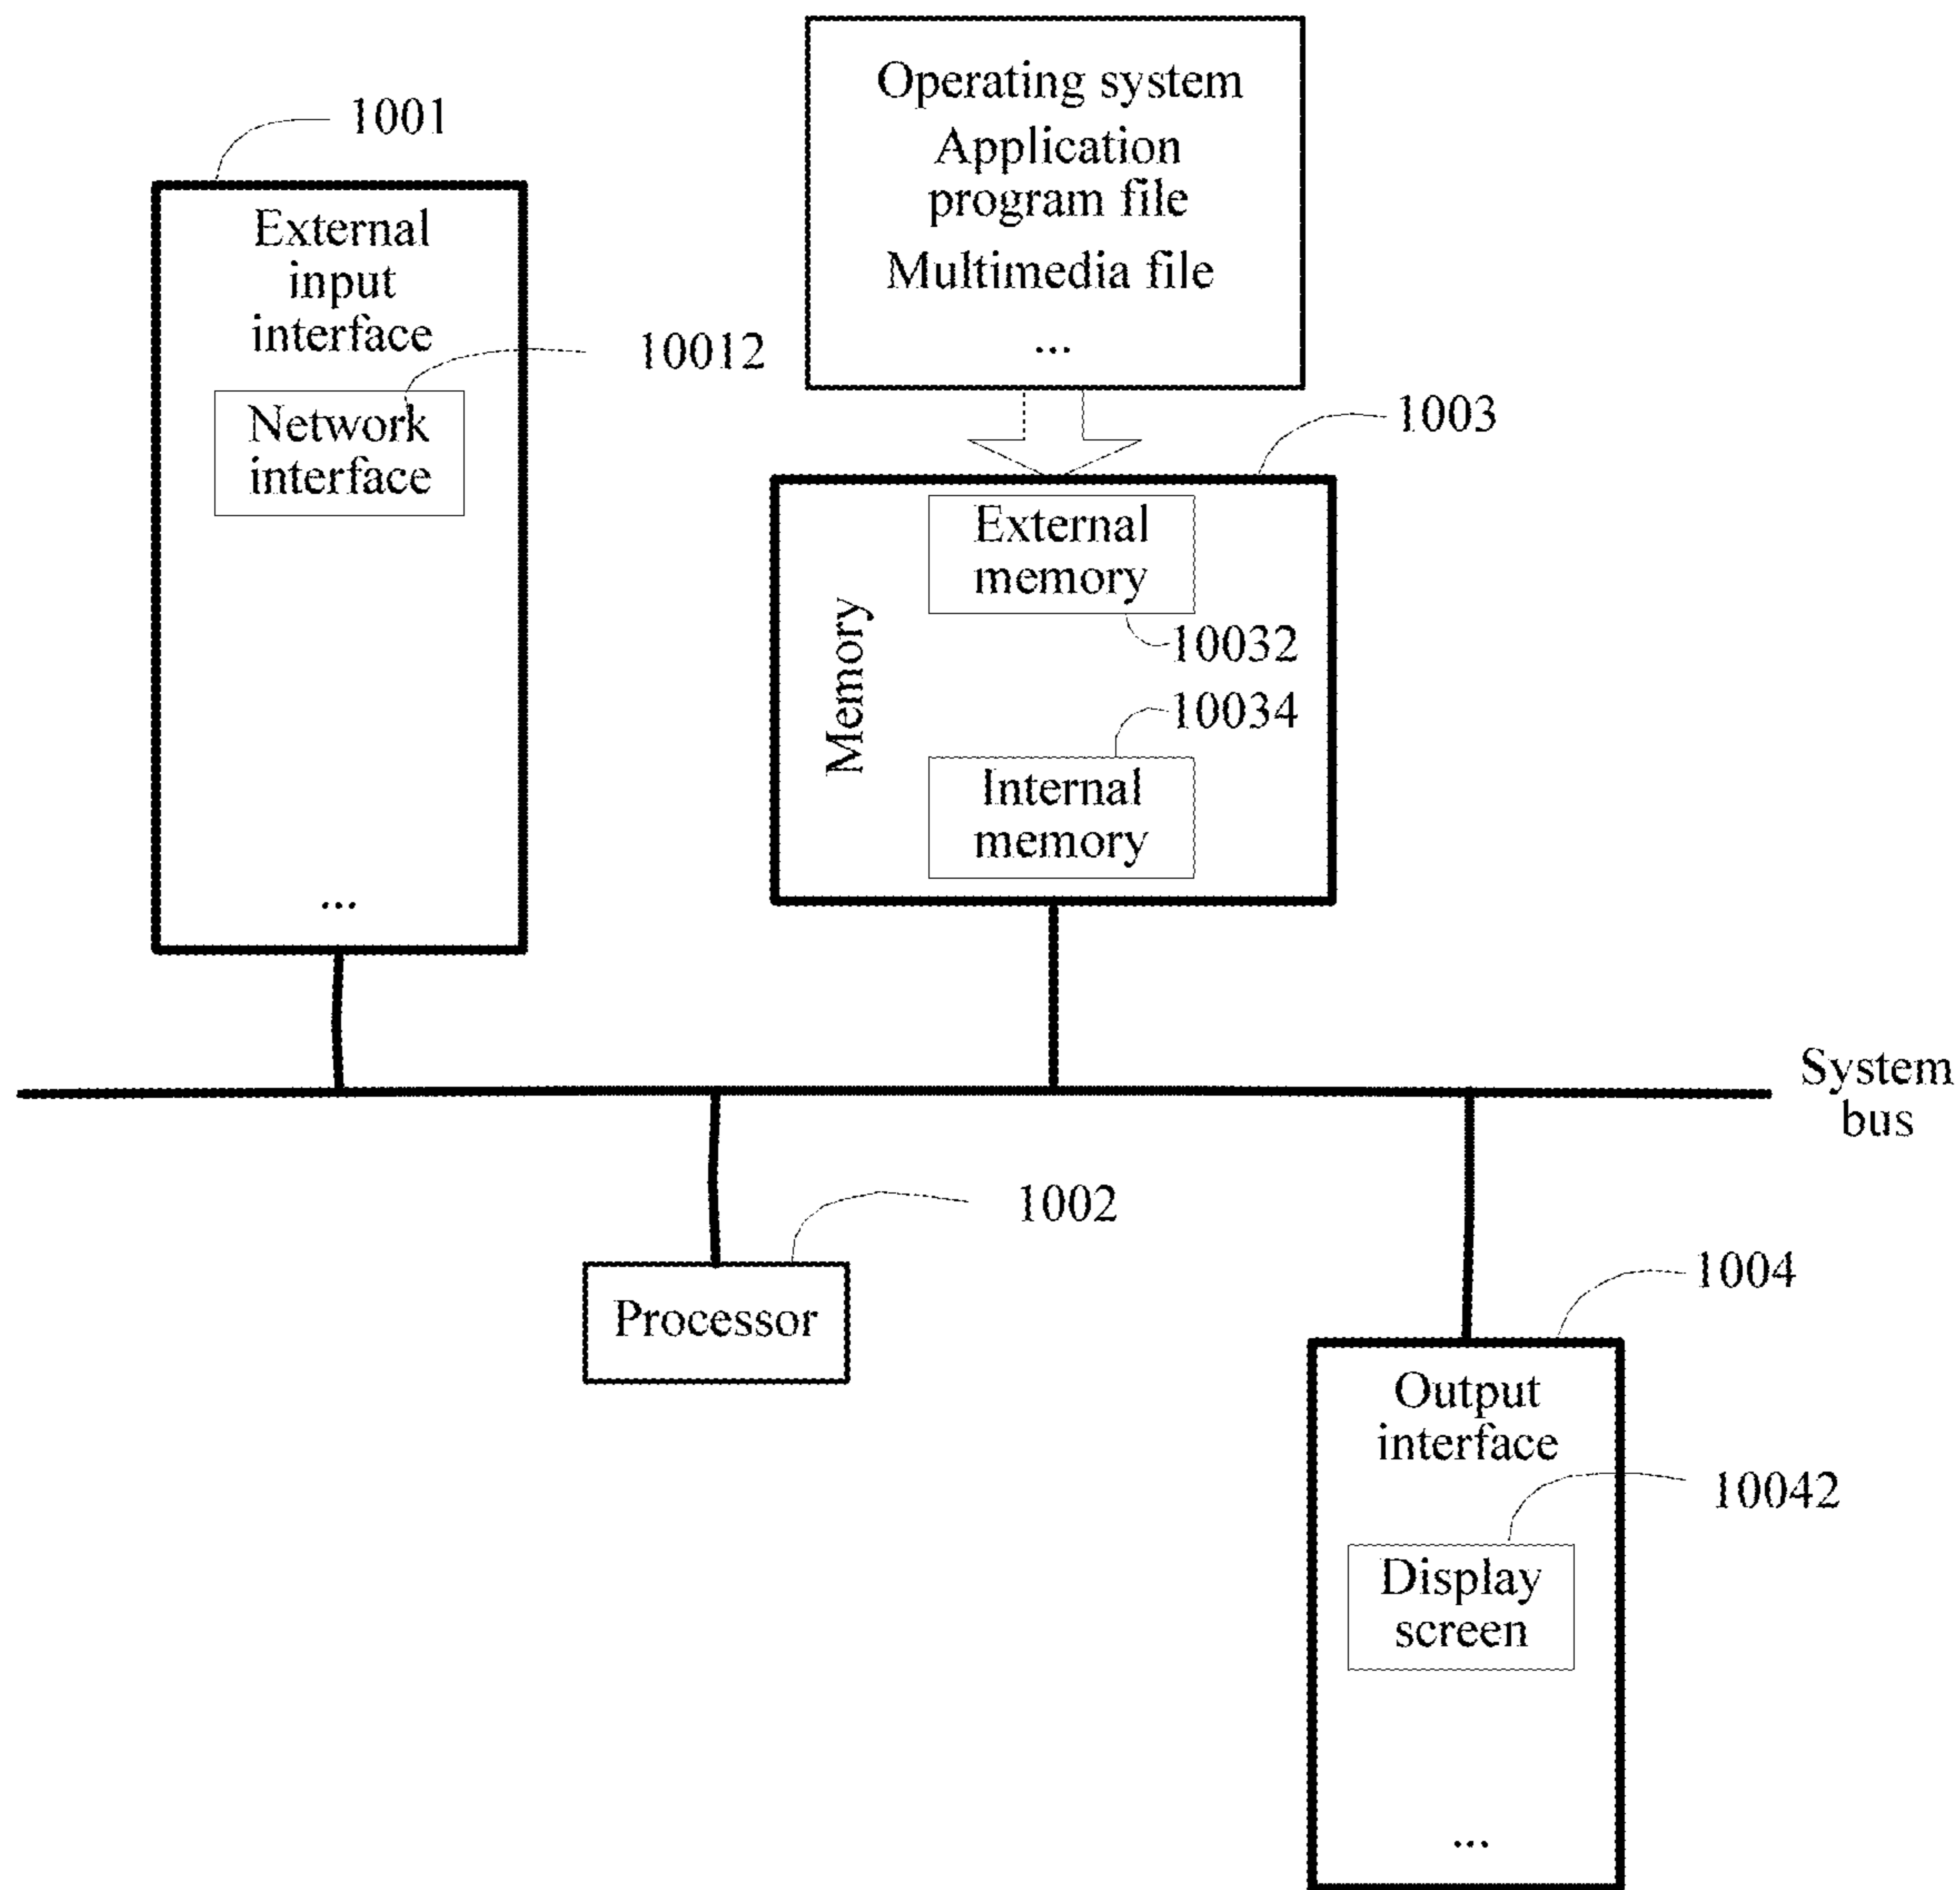 1001
External
input
interface
10012
Network
interface
...
Operating system
Application
program file
Multimedia file
...
1003
External
memory
10032
Memory
10034
Internal
memory
System
bus
1002
Processor
1004
Output
interface
10042
Display
screen
...